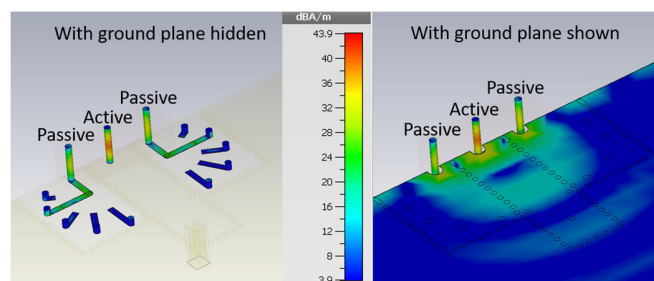 With ground plane hidden
Passive
Active
Passive
dBA/m
43.9
40
36
32
28
24
20
16
12
8
3.9
With ground plane shown
Passive
Active
Passive